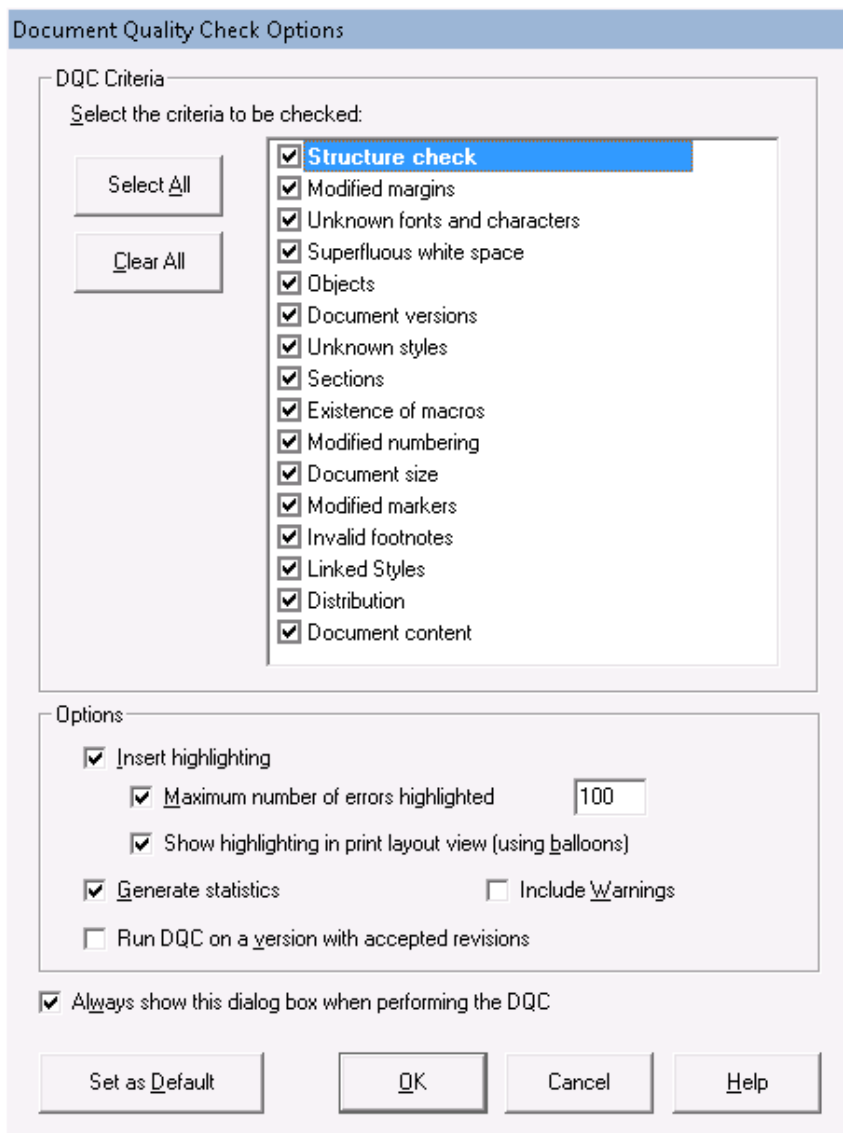 Document Quality Check Options
DQC Criteria
Select the criteria to be checked:
Select All
Clear All
Structure check
Modified margins
Unknown fonts and characters
Superfluous white space
Objects
Document versions
Unknown styles
Sections
Existence of macros
Modified numbering
Document size
Modified markers
Invalid footnotes
Linked Styles
Distribution
Document content
Options
Insert highlighting
Maximum number of errors highlighted 100
Show highlighting in print layout view (using balloons)
Generate statistics Include Warnings
Run DQC on a version with accepted revisions
Always show this dialog box when performing the DQC
Set as Default OK Cancel Help